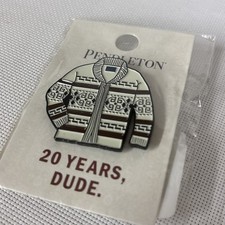 PENDLETON
20 YEARS,
DUDE.